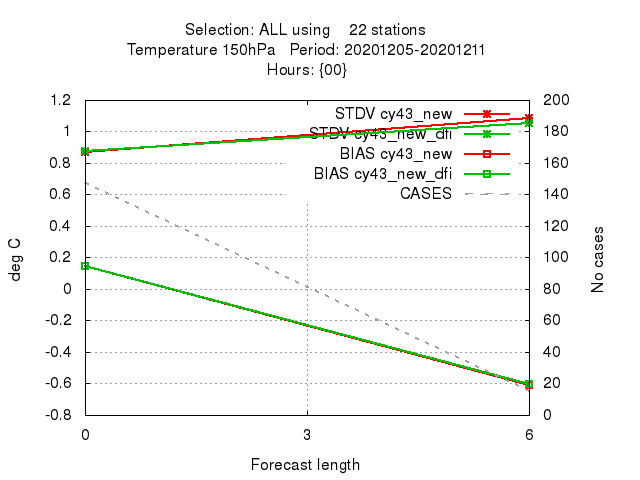 Selection: ALL using 22 stations
Temperature 150hPa Period: 20201205-20201211
Hours: {00}
1.2 200
STDV cy43_new
1 180
STDV cy43_new_dfi
0.8 160
BIAS cy43_new
BIAS cy43_new_dfi
0.6 140
CASES
0.4 120
0.2 100
deg C
No cases
0 80
-0.2 60
-0.4 40
-0.6 20
-0.8 0
0 3 6
Forecast length